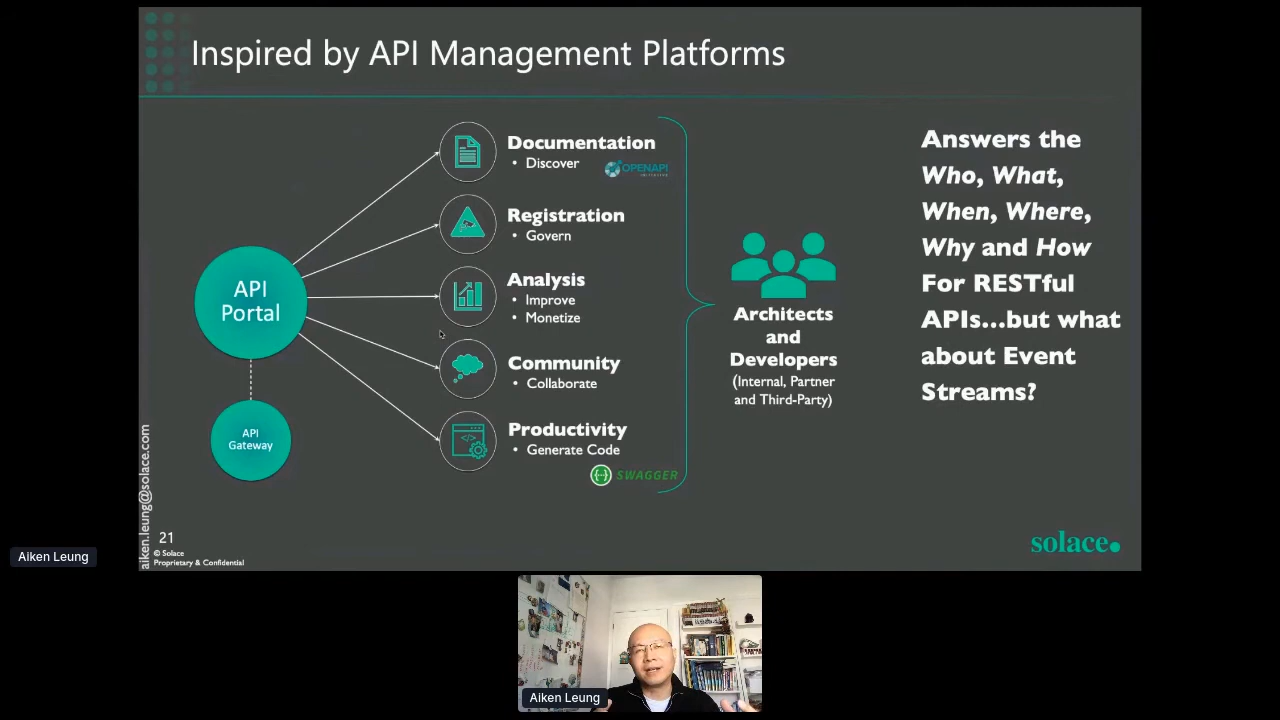 Inspired by API Management Platforms
API
Portal
API
Gateway
Documentation
• Discover
OPENAPI
INITIATIVE
Registration
• Govern
Analysis
• Improve
• Monetize
Community
• Collaborate
Productivity
• Generate Code
SWAGGER
Architects
and
Developers
(Internal, Partner
and Third-Party)
Answers the
Who, What,
When, Where,
Why and How
For RESTful
APIs...but what
about Event
Streams?
aiken.leung@solace.com
21
© Solace
Proprietary & Confidential
solace.
Aiken Leung
Aiken Leung